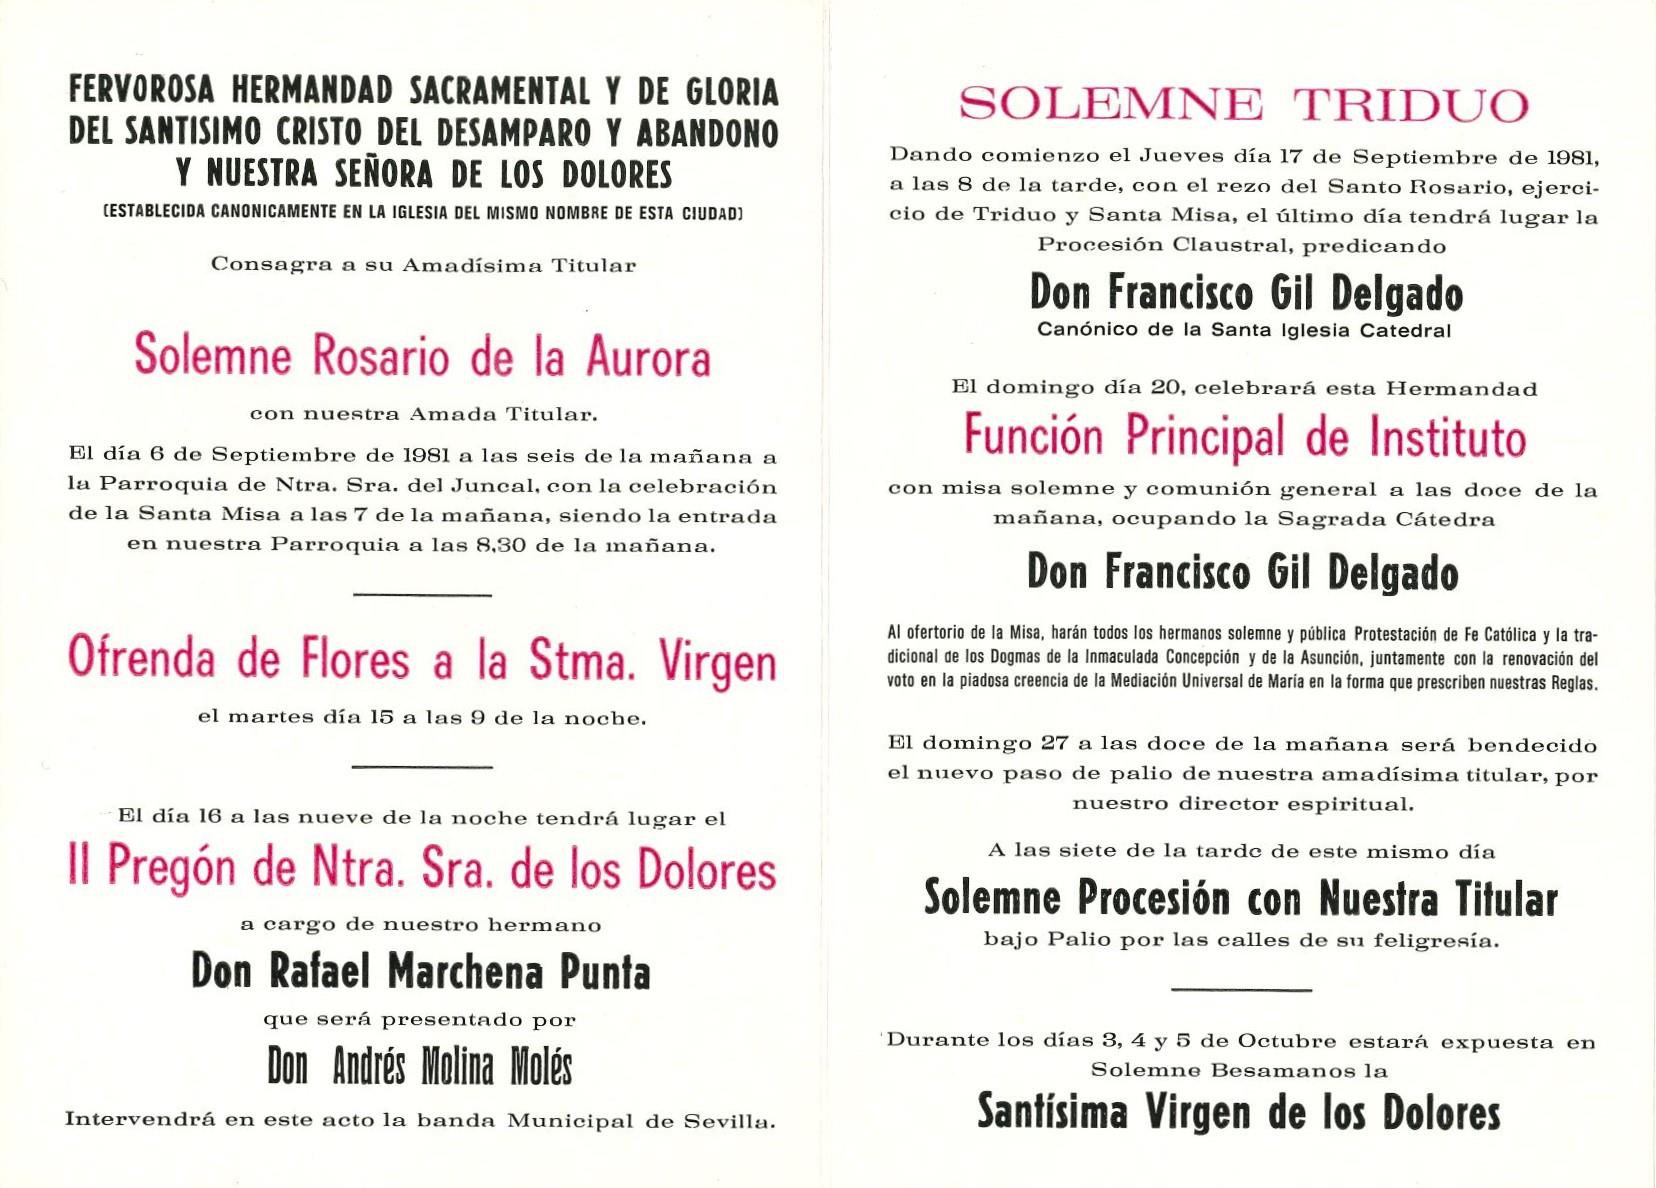 FERVOROSA HERMANDAD SACRAMENTAL Y DE GLORIA
DEL SANTISIMO CRISTO DEL DESAMPARO Y ABANDONO
Y NUESTRA SEÑORA DE LOS DOLORES
(ESTABLECIDA CANONICAMENTE EN LA IGLESIA DEL MISMO NOMBRE DE ESTA CIUDAD)
Consagra a su Amadísima Titular
Solemne Rosario de la Aurora
con nuestra Amada Titular.
El día 6 de Septiembre de 1981 a las seis de la mañana a
la Parroquia de Ntra. Sra. del Juncal, con la celebración
de la Santa Misa a las 7 de la mañana, siendo la entrada
en nuestra Parroquia a las 8,30 de la mañana.
Ofrenda de Flores a la Stma. Virgen
el martes día 15 a las 9 de la noche.
El día 16 a las nueve de la noche tendrá lugar el
II Pregón de Ntra. Sra. de los Dolores
a cargo de nuestro hermano
Don Rafael Marchena Punta
que será presentado por
Don Andrés Molina Molés
Intervendrá en este acto la banda Municipal de Sevilla.
SOLEMNE TRIDUO
Dando comienzo el Jueves día 17 de Septiembre de 1981,
a las 8 de la tarde, con el rezo del Santo Rosario, ejerci-
cio de Triduo y Santa Misa, el último día tendrá lugar la
Procesión Claustral, predicando
Don Francisco Gil Delgado
Canónico de la Santa Iglesia Catedral
El domingo día 20, celebrará esta Hermandad
Función Principal de Instituto
con misa solemne y comunión general a las doce de la
mañana, ocupando la Sagrada Cátedra
Don Francisco Gil Delgado
Al ofertorio de la Misa, harán todos los hermanos solemne y pública Protestación de Fe Católica y la tra-
dicional de los Dogmas de la Inmaculada Concepción y de la Asunción, juntamente con la renovación del
voto en la piadosa creencia de la Mediación Universal de María en la forma que prescriben nuestras Reglas.
El domingo 27 a las doce de la mañana será bendecido
el nuevo paso de palio de nuestra amadísima titular, por
nuestro director espiritual.
A las siete de la tarde de este mismo día
Solemne Procesión con Nuestra Titular
bajo Palio por las calles de su feligresía.
Durante los días 3, 4 y 5 de Octubre estará expuesta en
Solemne Besamanos la
Santísima Virgen de los Dolores